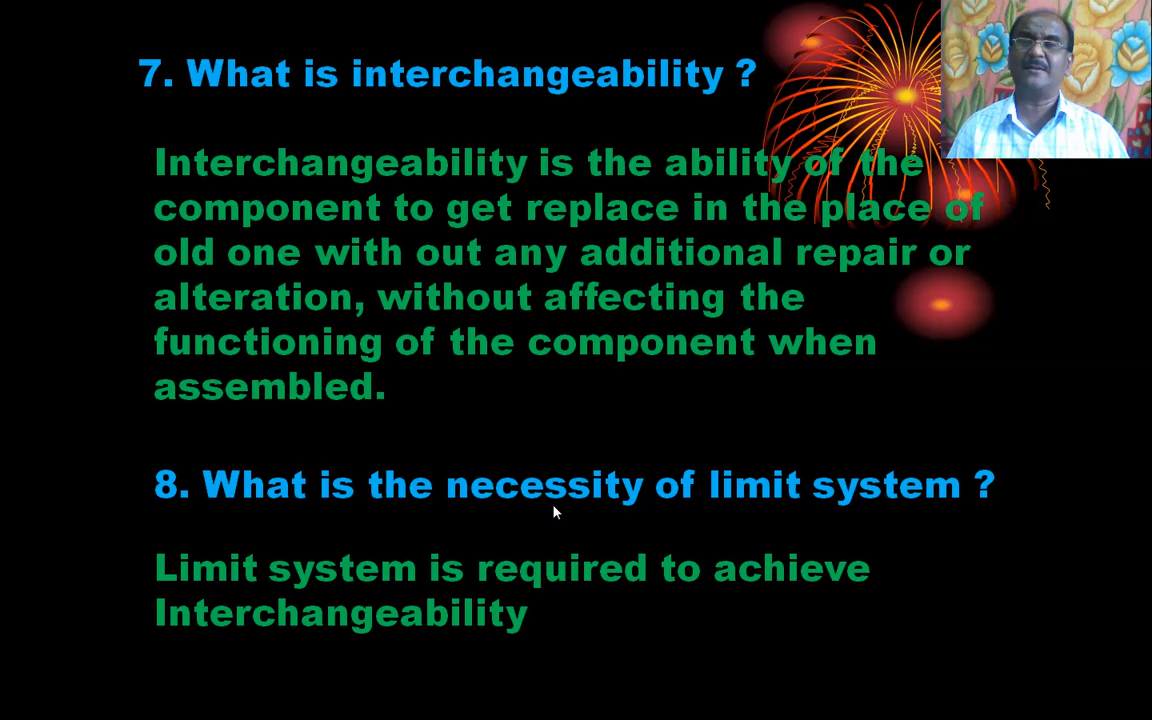 7. What is interchangeability ?
Interchangeability is the ability of the
component to get replace in the place of
old one with out any additional repair or
alteration, without affecting the
functioning of the component when
assembled.
8. What is the necessity of limit system ?
Limit system is required to achieve
Interchangeability